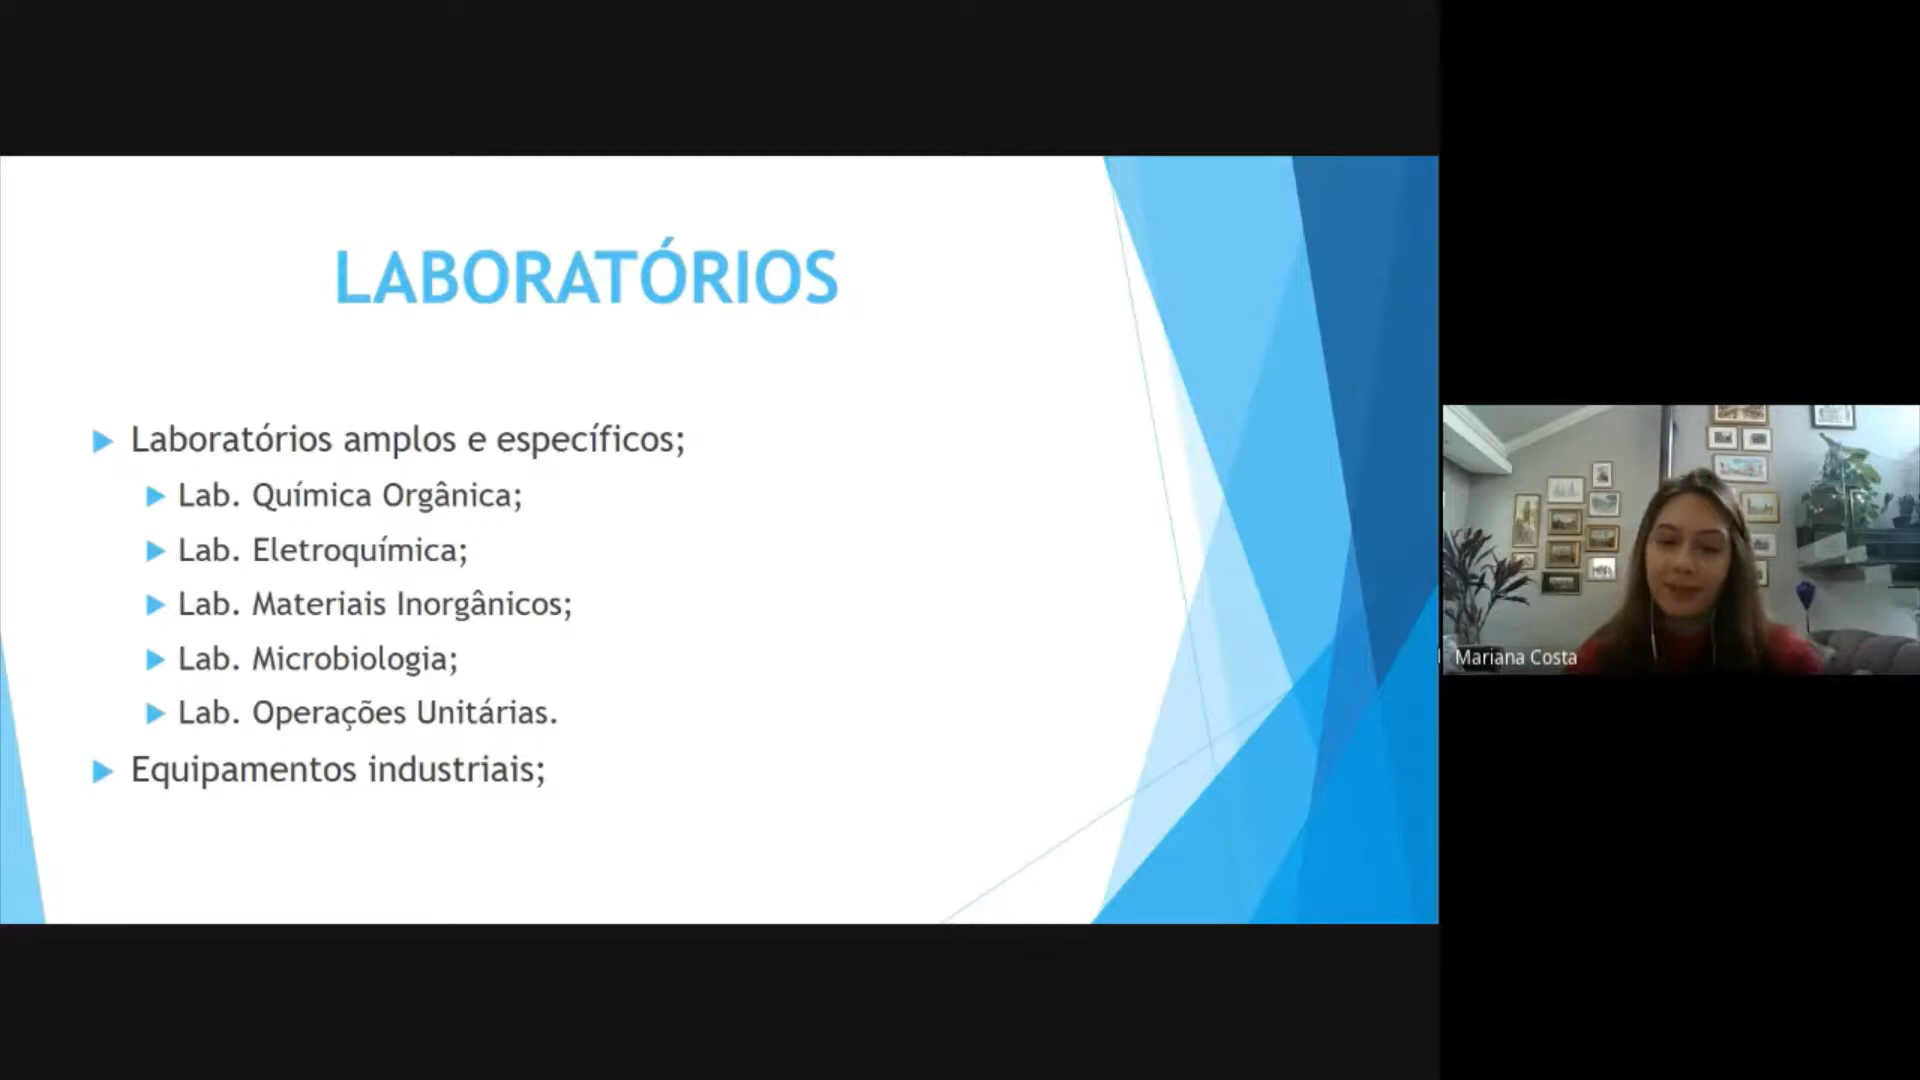 LABORATÓRIOS
Laboratórios amplos e específicos;
Lab. Química Orgânica;
Lab. Eletroquímica;
Lab. Materiais Inorgânicos;
Lab. Microbiologia;
Lab. Operações Unitárias.
Equipamentos industriais;
Mariana Costa